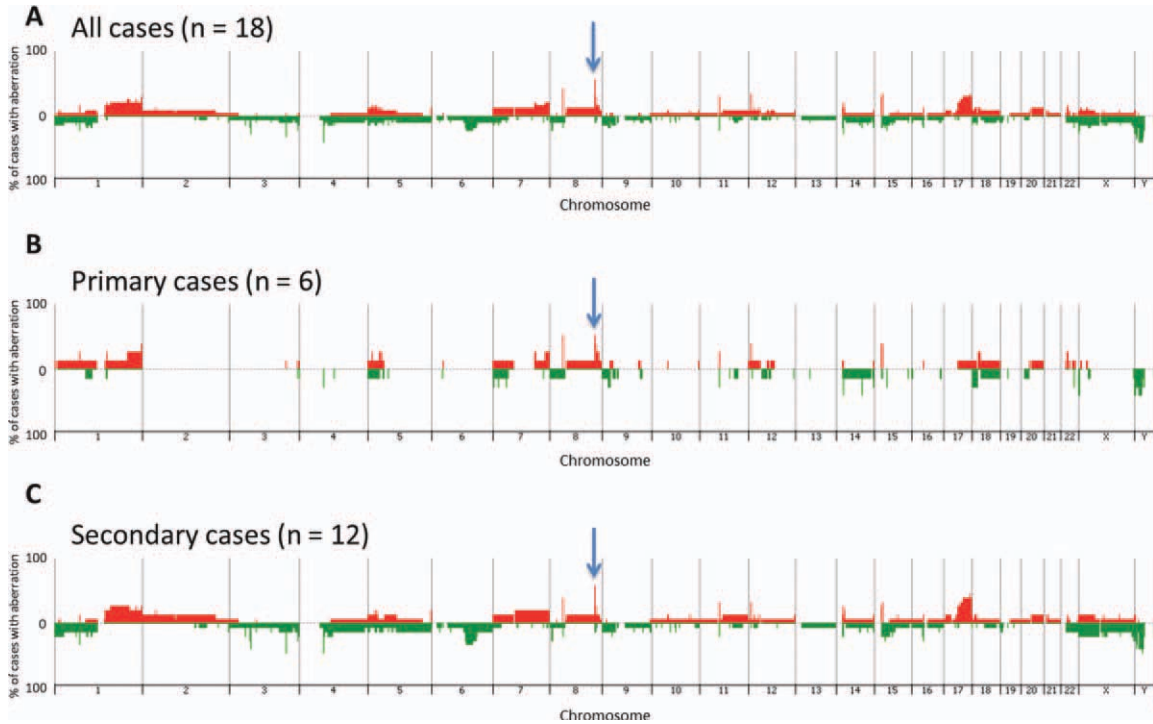 A
All cases (n = 18)
% of cases with aberration
100
0
100
1 2 3 4 5 6 7 8 9 10 11 12 13 14 15 16 17 18 19 20 21 22 X Y
Chromosome
B
Primary cases (n = 6)
% of cases with aberration
100
0
100
1 2 3 4 5 6 7 8 9 10 11 12 13 14 15 16 17 18 19 20 21 22 X Y
Chromosome
C
Secondary cases (n = 12)
% of cases with aberration
100
0
100
1 2 3 4 5 6 7 8 9 10 11 12 13 14 15 16 17 18 19 20 21 22 X Y
Chromosome